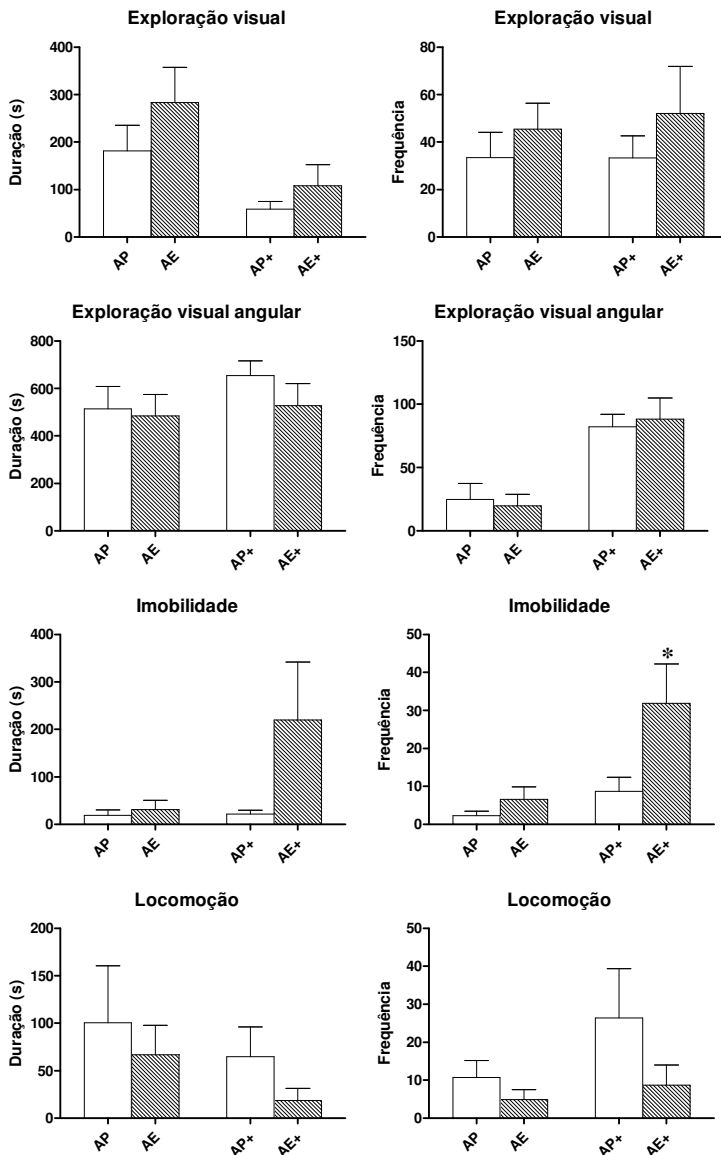 Exploração visual
Duração (s)
400
300
200
100
0
AP
AE
AP+
AE+
Exploração visual
Frequência
80
60
40
20
0
AP
AE
AP+
AE+
Exploração visual angular
Duração (s)
800
600
400
200
0
AP
AE
AP+
AE+
Exploração visual angular
Frequência
150
100
50
0
AP
AE
AP+
AE+
Imobilidade
Duração (s)
400
300
200
100
0
AP
AE
AP+
AE+
Imobilidade
Frequência
50
40
30
20
10
0
*
AP
AE
AP+
AE+
Locomoção
Duração (s)
200
150
100
50
0
AP
AE
AP+
AE+
Locomoção
Frequência
50
40
30
20
10
0
AP
AE
AP+
AE+